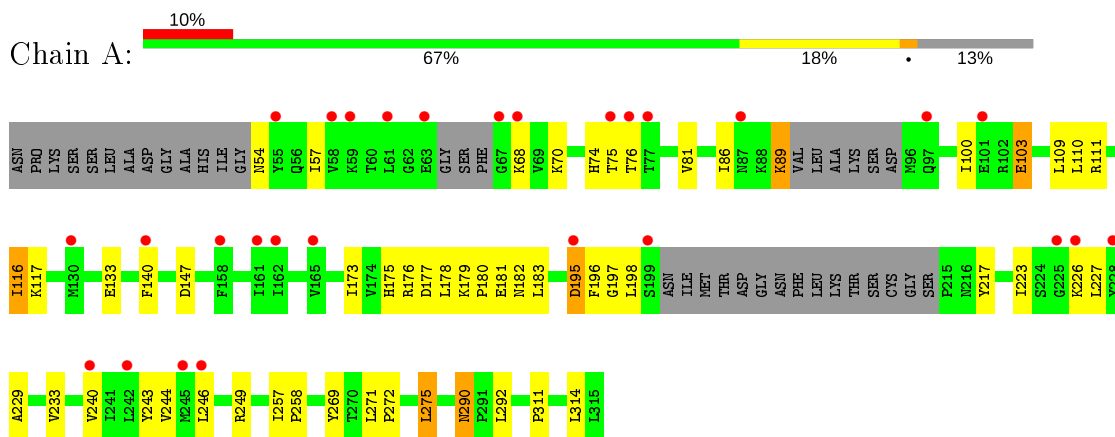 10%
Chain A:
67% 18% • 13%
ASN PRO LYS SER SER LEU ALA ASP GLY ALA HIS ILE GLY N54 Y55 Q56 I57 V58 K59 T60 L61 G62 E63 GLY SER PHE G67 K68 V69 K70 H74 T75 T76 T77 V81 I86 N87 K88 K89 VAL LEU ALA LYS SER ASP M96 Q97 I100 E101 R102 E103 L109 L110 R111
I116 K117 M130 E133 F140 D147 F158 I161 I162 V165 I173 V174 H175 R176 D177 L178 K179 P180 E181 N182 L183 D195 F196 G197 L198 S199 ASN ILE MET THR ASP GLY ASN PHE LEU LYS THR SER CYS GLY SER P215 N216 Y217 I223 S224 G225 K226 L227 Y228
A229 V233 V240 I241 L242 Y243 V244 M245 L246 R249 I257 P258 Y269 T270 L271 P272 L275 N290 P291 L292 P311 L314 L315